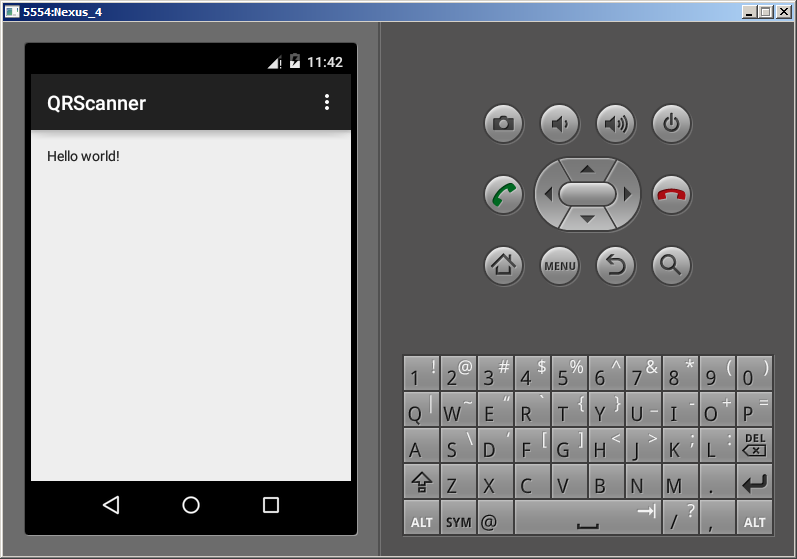 5554:Nexus_4
11:42
QRScanner
Hello world!
MENU
1 ! 2 @ 3 # 4 $ 5 % 6 ^ 7 & 8 * 9 ( 0 )
Q | W ~ E “ R ` T { Y } U _ I - O + P =
A S \ D ‘ F [ G ] H < J > K ; L : DEL
Z X C V B N M .
ALT SYM @ / ? , ALT